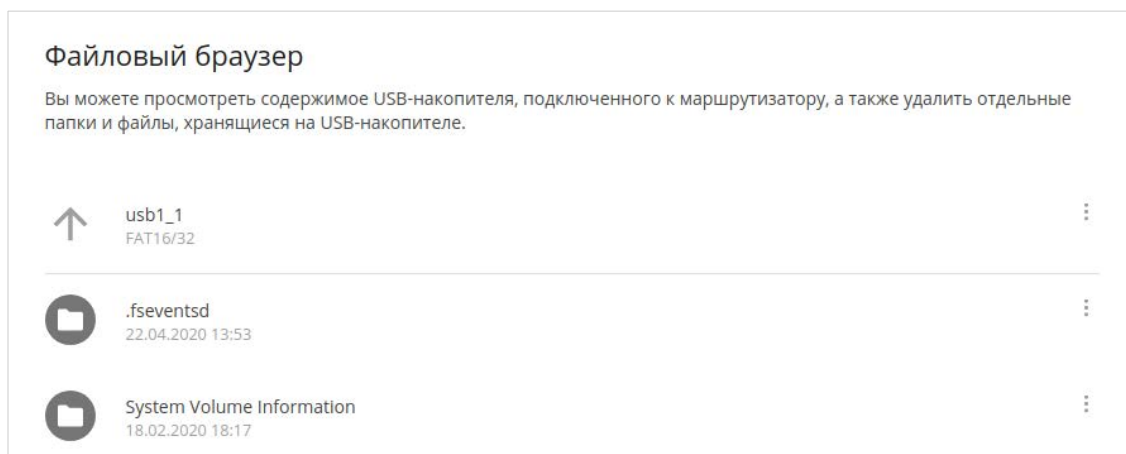 Файловый браузер
Вы можете просмотреть содержимое USB-накопителя, подключенного к маршрутизатору, а также удалить отдельные
папки и файлы, хранящиеся на USB-накопителе.
usb1_1
FAT16/32
.fseventsd
22.04.2020 13:53
System Volume Information
18.02.2020 18:17